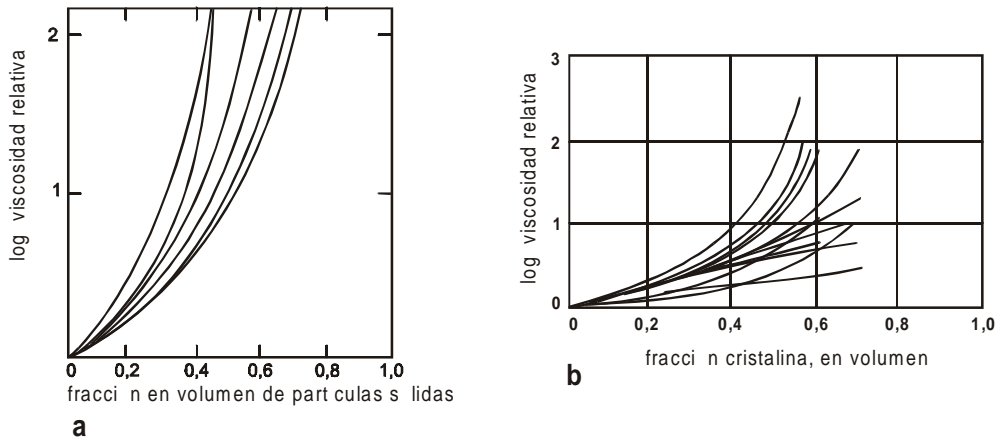 2
1
log viscosidad relativa
0 0,2 0,4 0,6 0,8 1.0
fracci n en volumen de part culas s lidas
a
3
2
1
0
log viscosidad relativa
0 0,2 0,4 0,6 0,8 1,0
fracci n cristalina, en volumen
b